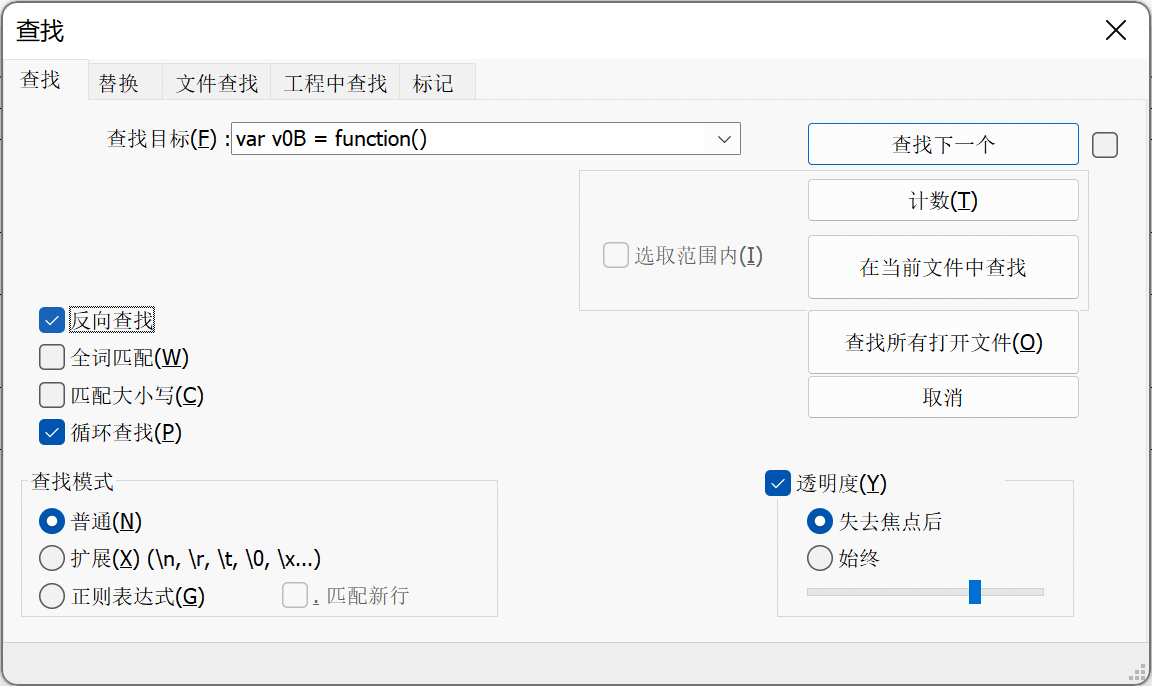 查找
查找 替换 文件查找 工程中查找 标记
查找目标(F) : var v0B = function()
查找下一个
计数(T)
选取范围内(I)
在当前文件中查找
反向查找
查找所有打开文件(O)
全词匹配(W)
匹配大小写(C)
取消
循环查找(P)
查找模式
透明度(Y)
普通(N)
失去焦点后
扩展(X) (\n, \r, \t, \0, \x...)
始终
正则表达式(G)
. 匹配新行